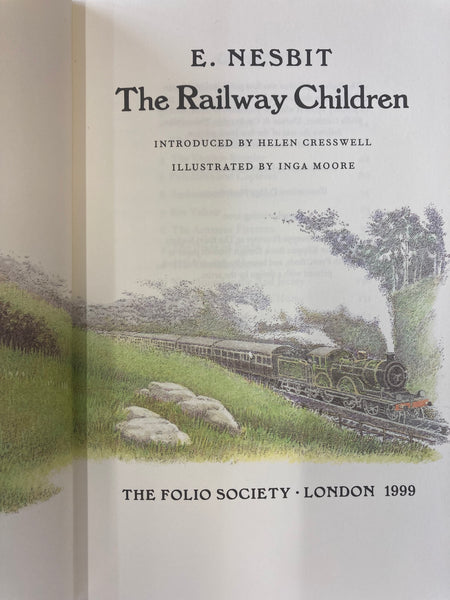 E. NESBIT
The Railway Children
INTRODUCED BY HELEN CRESSWELL
ILLUSTRATED BY INGA MOORE
THE FOLIO SOCIETY · LONDON 1999